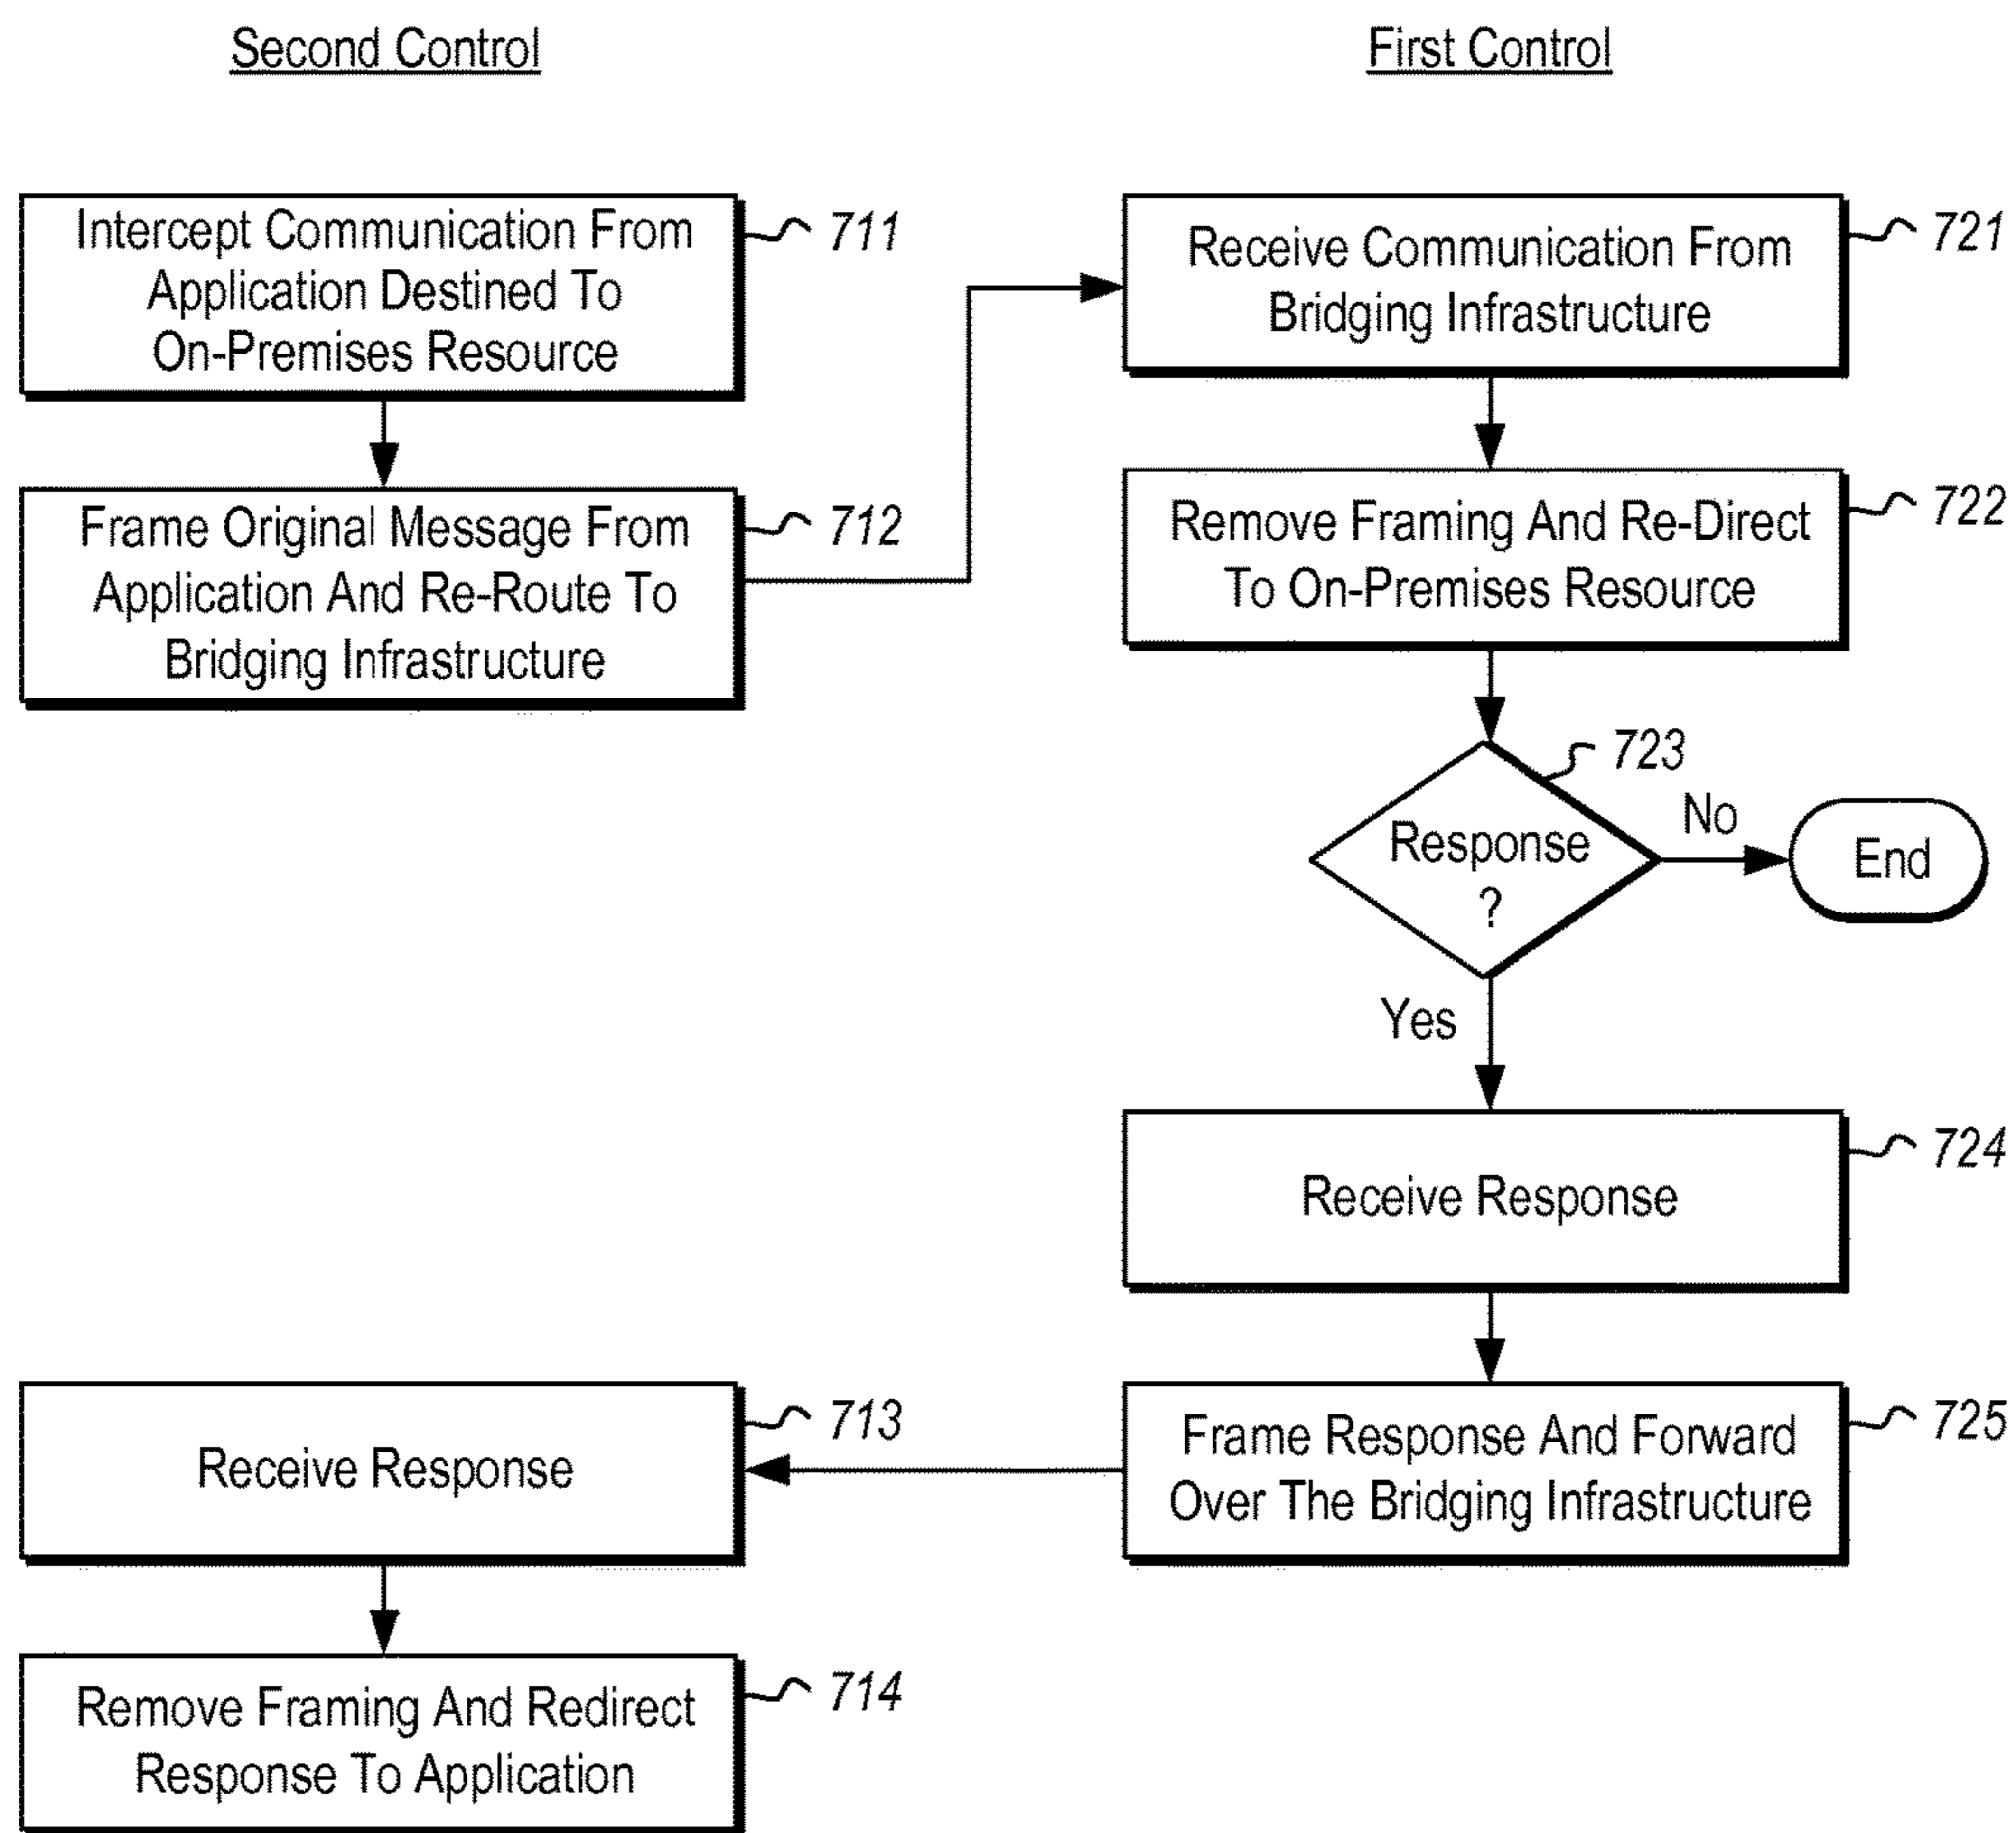 Second Control
First Control
Intercept Communication From
Application Destined To
On-Premises Resource
711
Frame Original Message From
Application And Re-Route To
Bridging Infrastructure
712
Receive Communication From
Bridging Infrastructure
721
Remove Framing And Re-Direct
To On-Premises Resource
722
723
Response
?
No
End
Yes
Receive Response
724
Frame Response And Forward
Over The Bridging Infrastructure
725
Receive Response
713
Remove Framing And Redirect
Response To Application
714